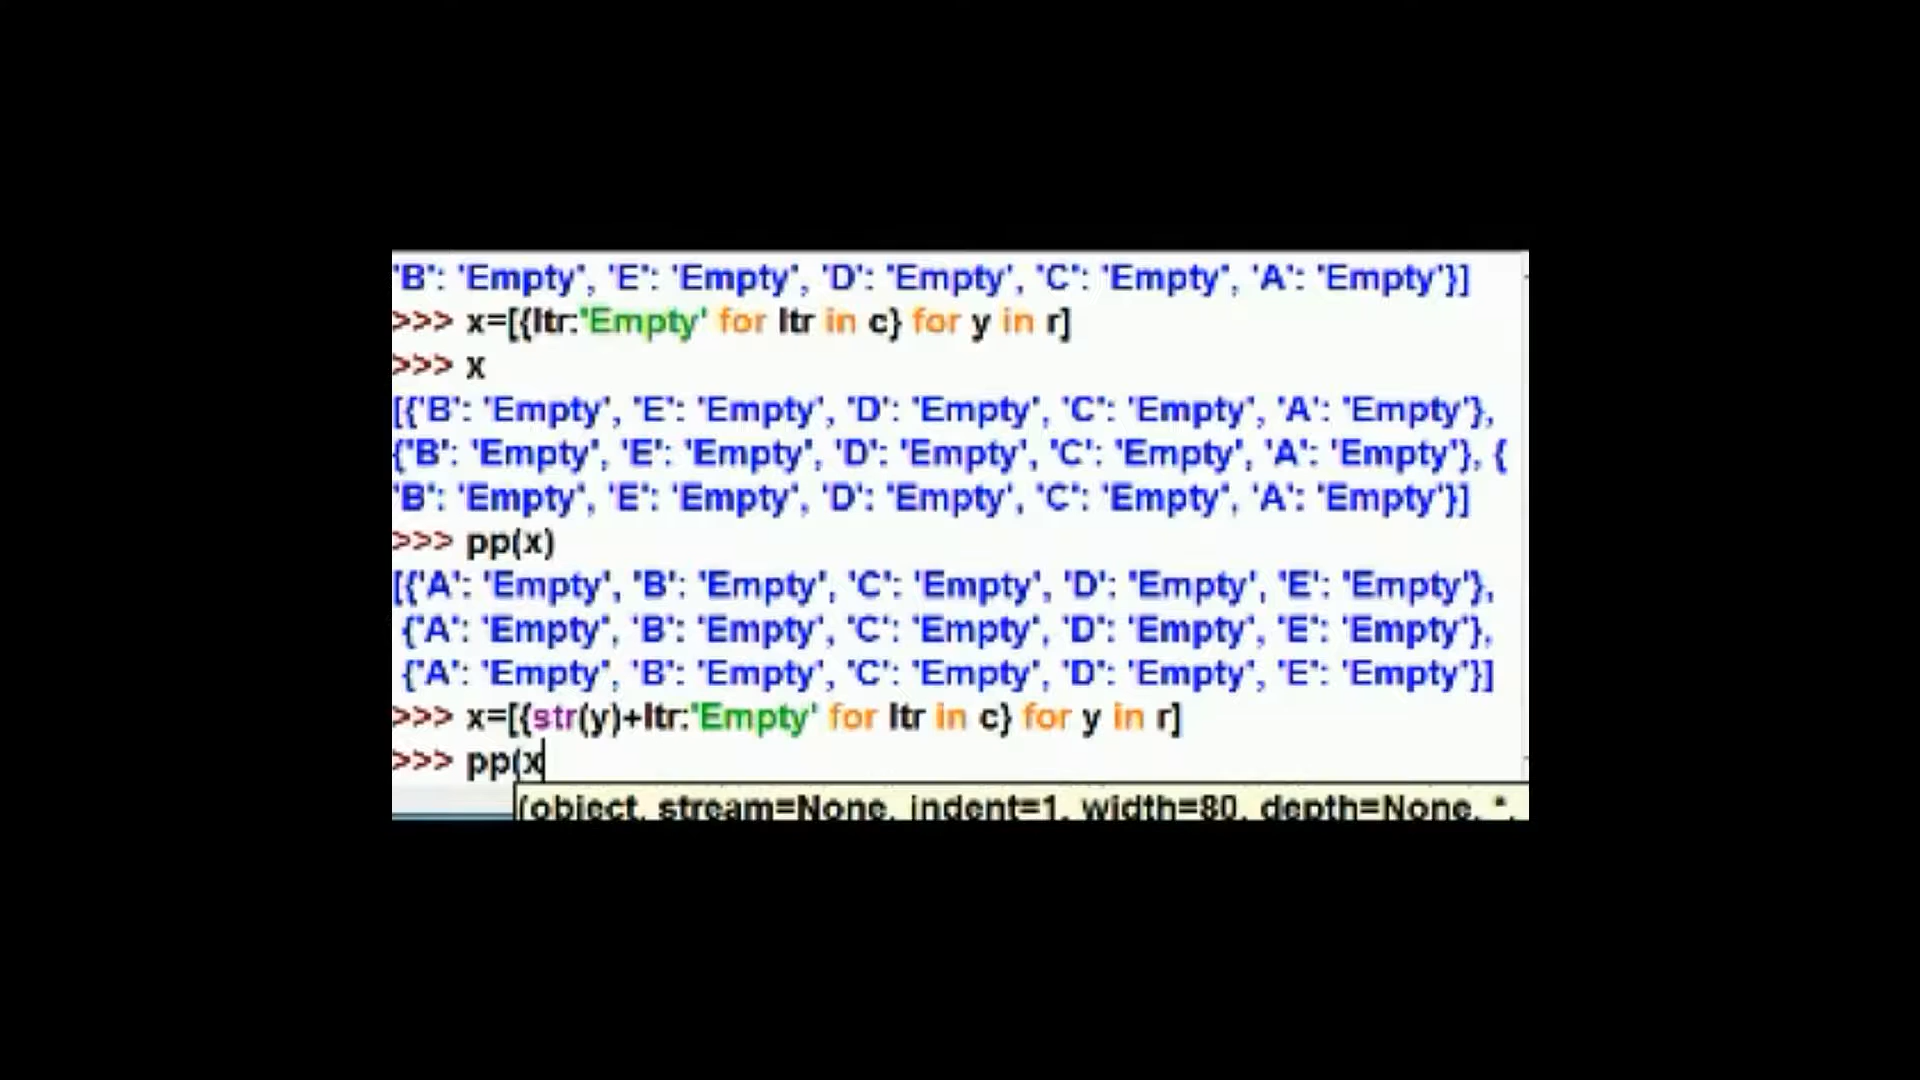 'B': 'Empty', 'E': 'Empty', 'D': 'Empty', 'C': 'Empty', 'A': 'Empty'}]
>>> x=[{ltr:'Empty' for ltr in c} for y in r]
>>> x
[{'B': 'Empty', 'E': 'Empty', 'D': 'Empty', 'C': 'Empty', 'A': 'Empty'},
{'B': 'Empty', 'E': 'Empty', 'D': 'Empty', 'C': 'Empty', 'A': 'Empty'}, {
'B': 'Empty', 'E': 'Empty', 'D': 'Empty', 'C': 'Empty', 'A': 'Empty'}]
>>> pp(x)
[{'A': 'Empty', 'B': 'Empty', 'C': 'Empty', 'D': 'Empty', 'E': 'Empty'},
{'A': 'Empty', 'B': 'Empty', 'C': 'Empty', 'D': 'Empty', 'E': 'Empty'},
{'A': 'Empty', 'B': 'Empty', 'C': 'Empty', 'D': 'Empty', 'E': 'Empty'}]
>>> x=[{str(y)+ltr:'Empty' for ltr in c} for y in r]
>>> pp(x
(object, stream=None, indent=1, width=80, depth=None, *,